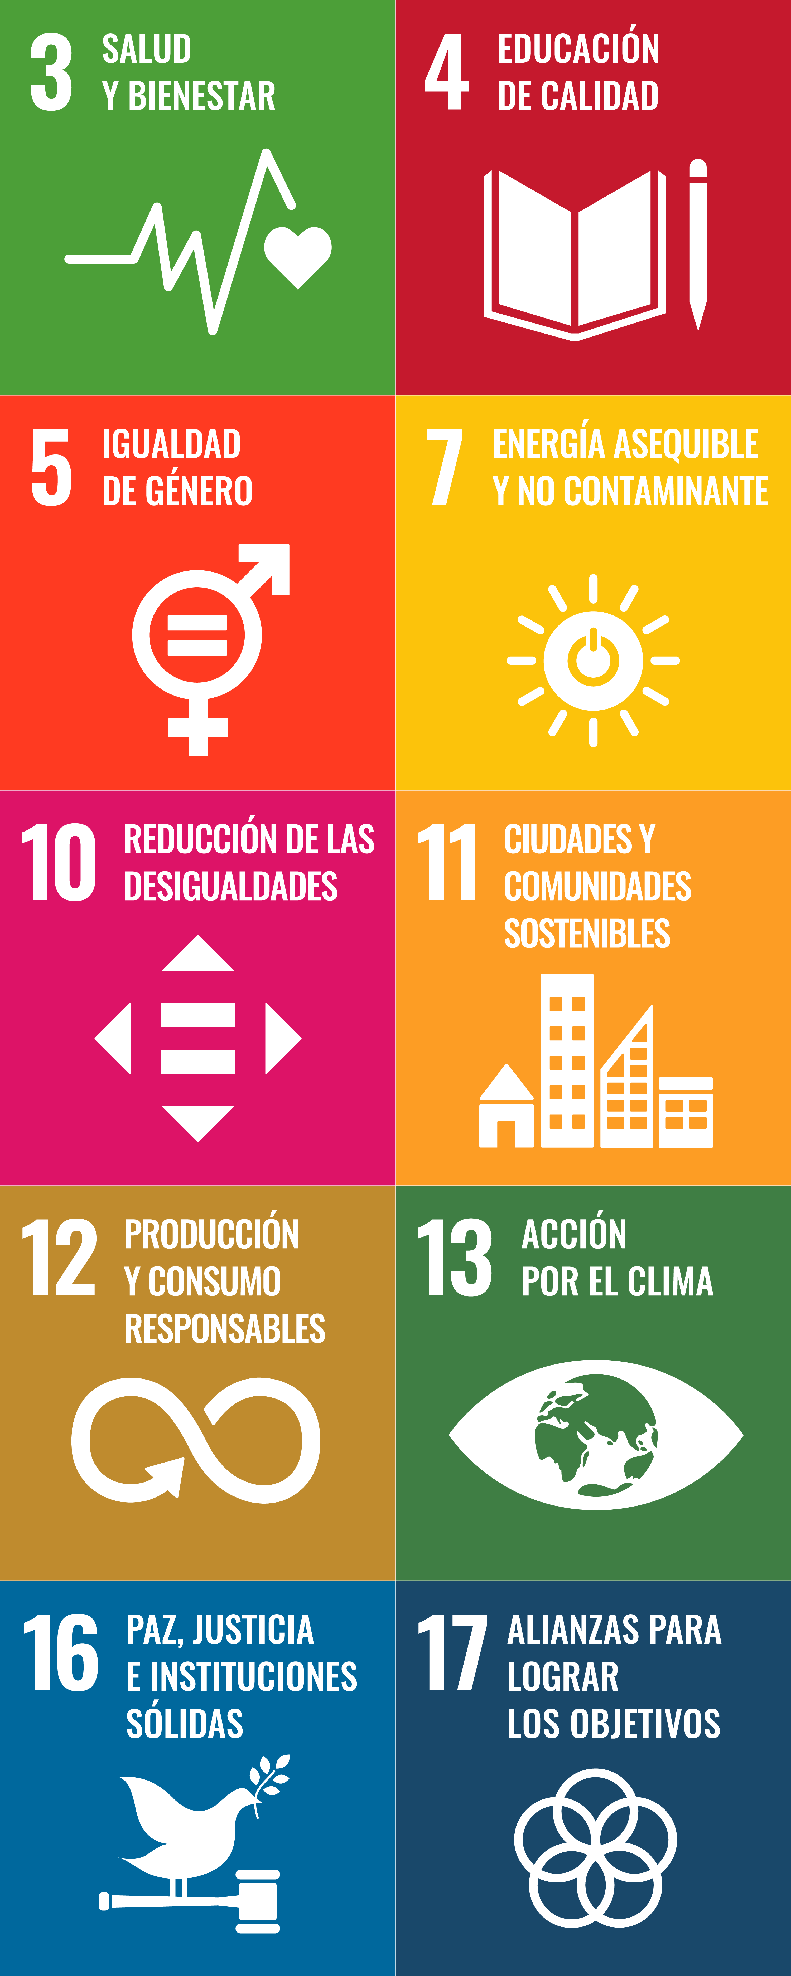 3 SALUD
Y BIENESTAR
4 EDUCACIÓN
DE CALIDAD
5 IGUALDAD
DE GÉNERO
7 ENERGÍA ASEQUIBLE
Y NO CONTAMINANTE
10 REDUCCIÓN DE LAS
DESIGUALDADES
11 CIUDADES Y
COMUNIDADES
SOSTENIBLES
12 PRODUCCIÓN
Y CONSUMO
RESPONSABLES
13 ACCIÓN
POR EL CLIMA
16 PAZ, JUSTICIA
E INSTITUCIONES
SÓLIDAS
17 ALIANZAS PARA
LOGRAR
LOS OBJETIVOS